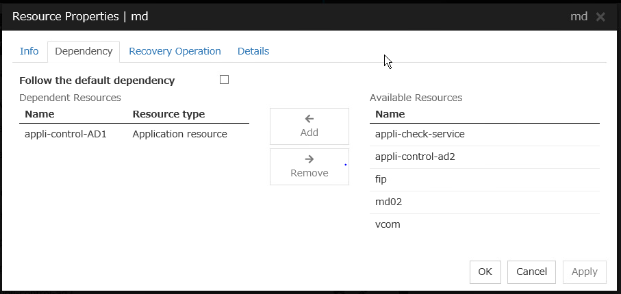 Resource Properties | md
md
Info
Dependency
Recovery Operation
Details
Follow the default dependency
Dependent Resources
Name Resource type
appli-control-AD1 Application resource
Add
Remove
Available Resources
Name
appli-check-service
appli-control-ad2
fip
md02
vcom
OK
Cancel
Apply